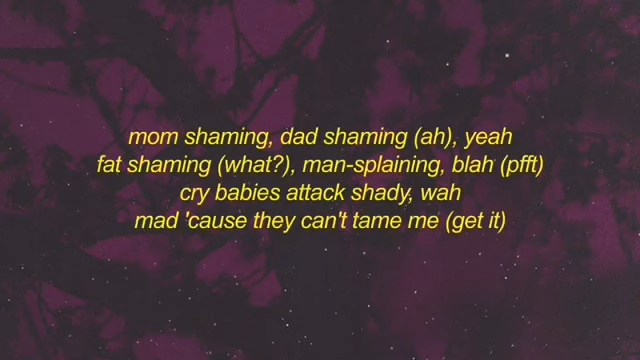 mom shaming, dad shaming (ah), yeah
fat shaming (what?), man-splaining, blah (pfft)
cry babies attack shady, wah
mad 'cause they can't tame me (get it)